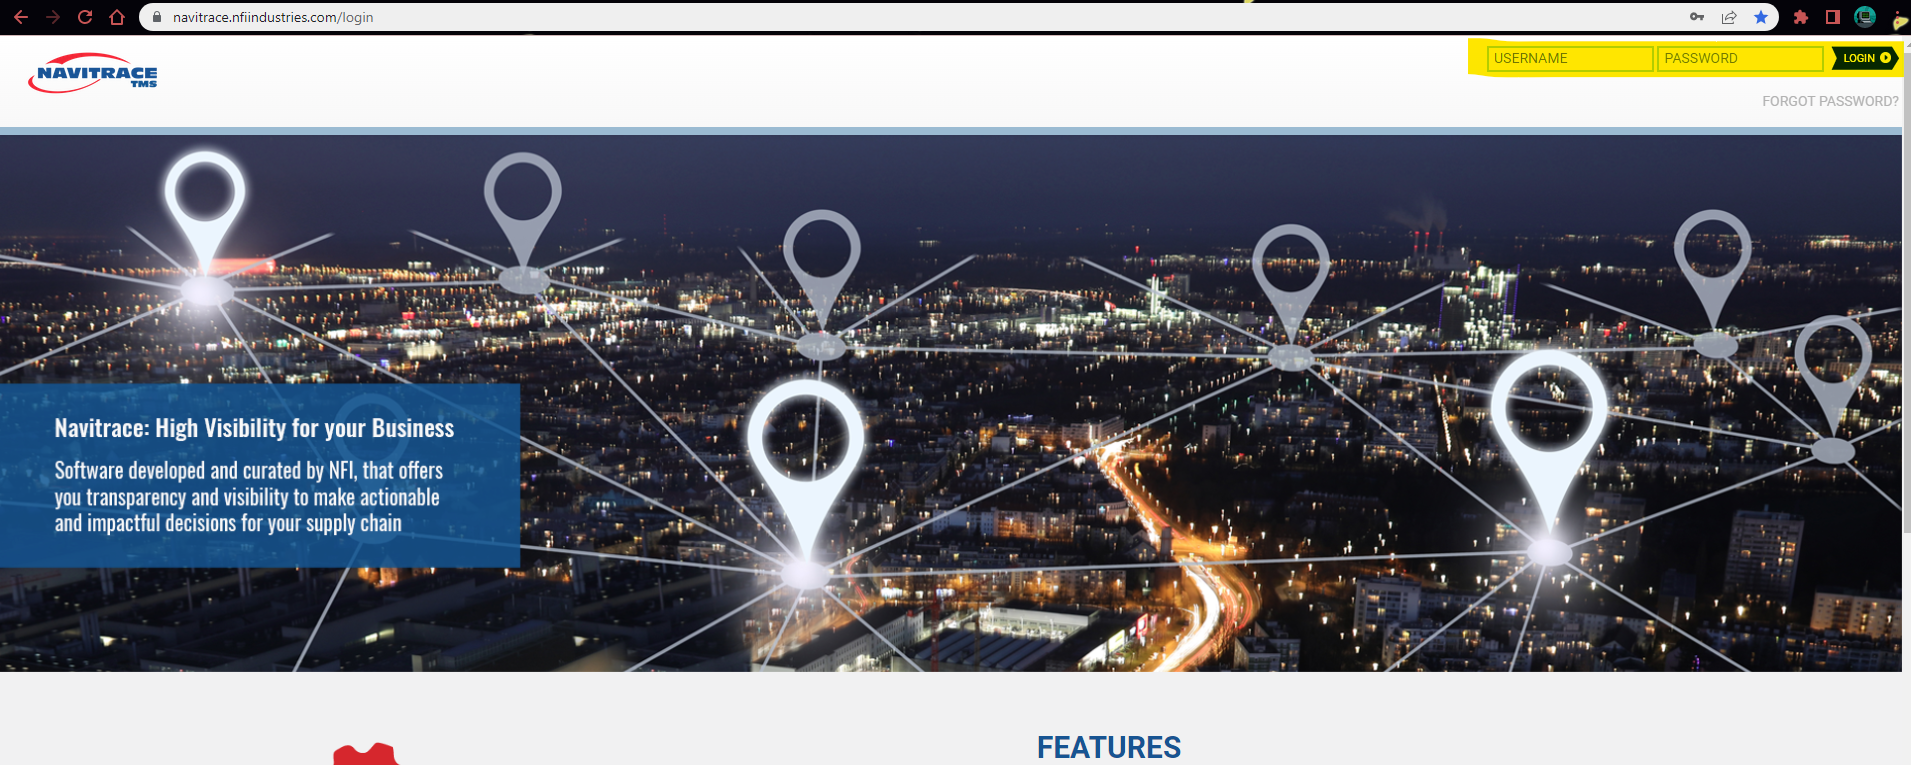 navitrace.nfiindustries.com/login
NAVITRACE
TMS
USERNAME
PASSWORD
LOGIN
FORGOT PASSWORD?
Navitrace: High Visibility for your Business
Software developed and curated by NFI, that offers
you transparency and visibility to make actionable
and impactful decisions for your supply chain
FEATURES